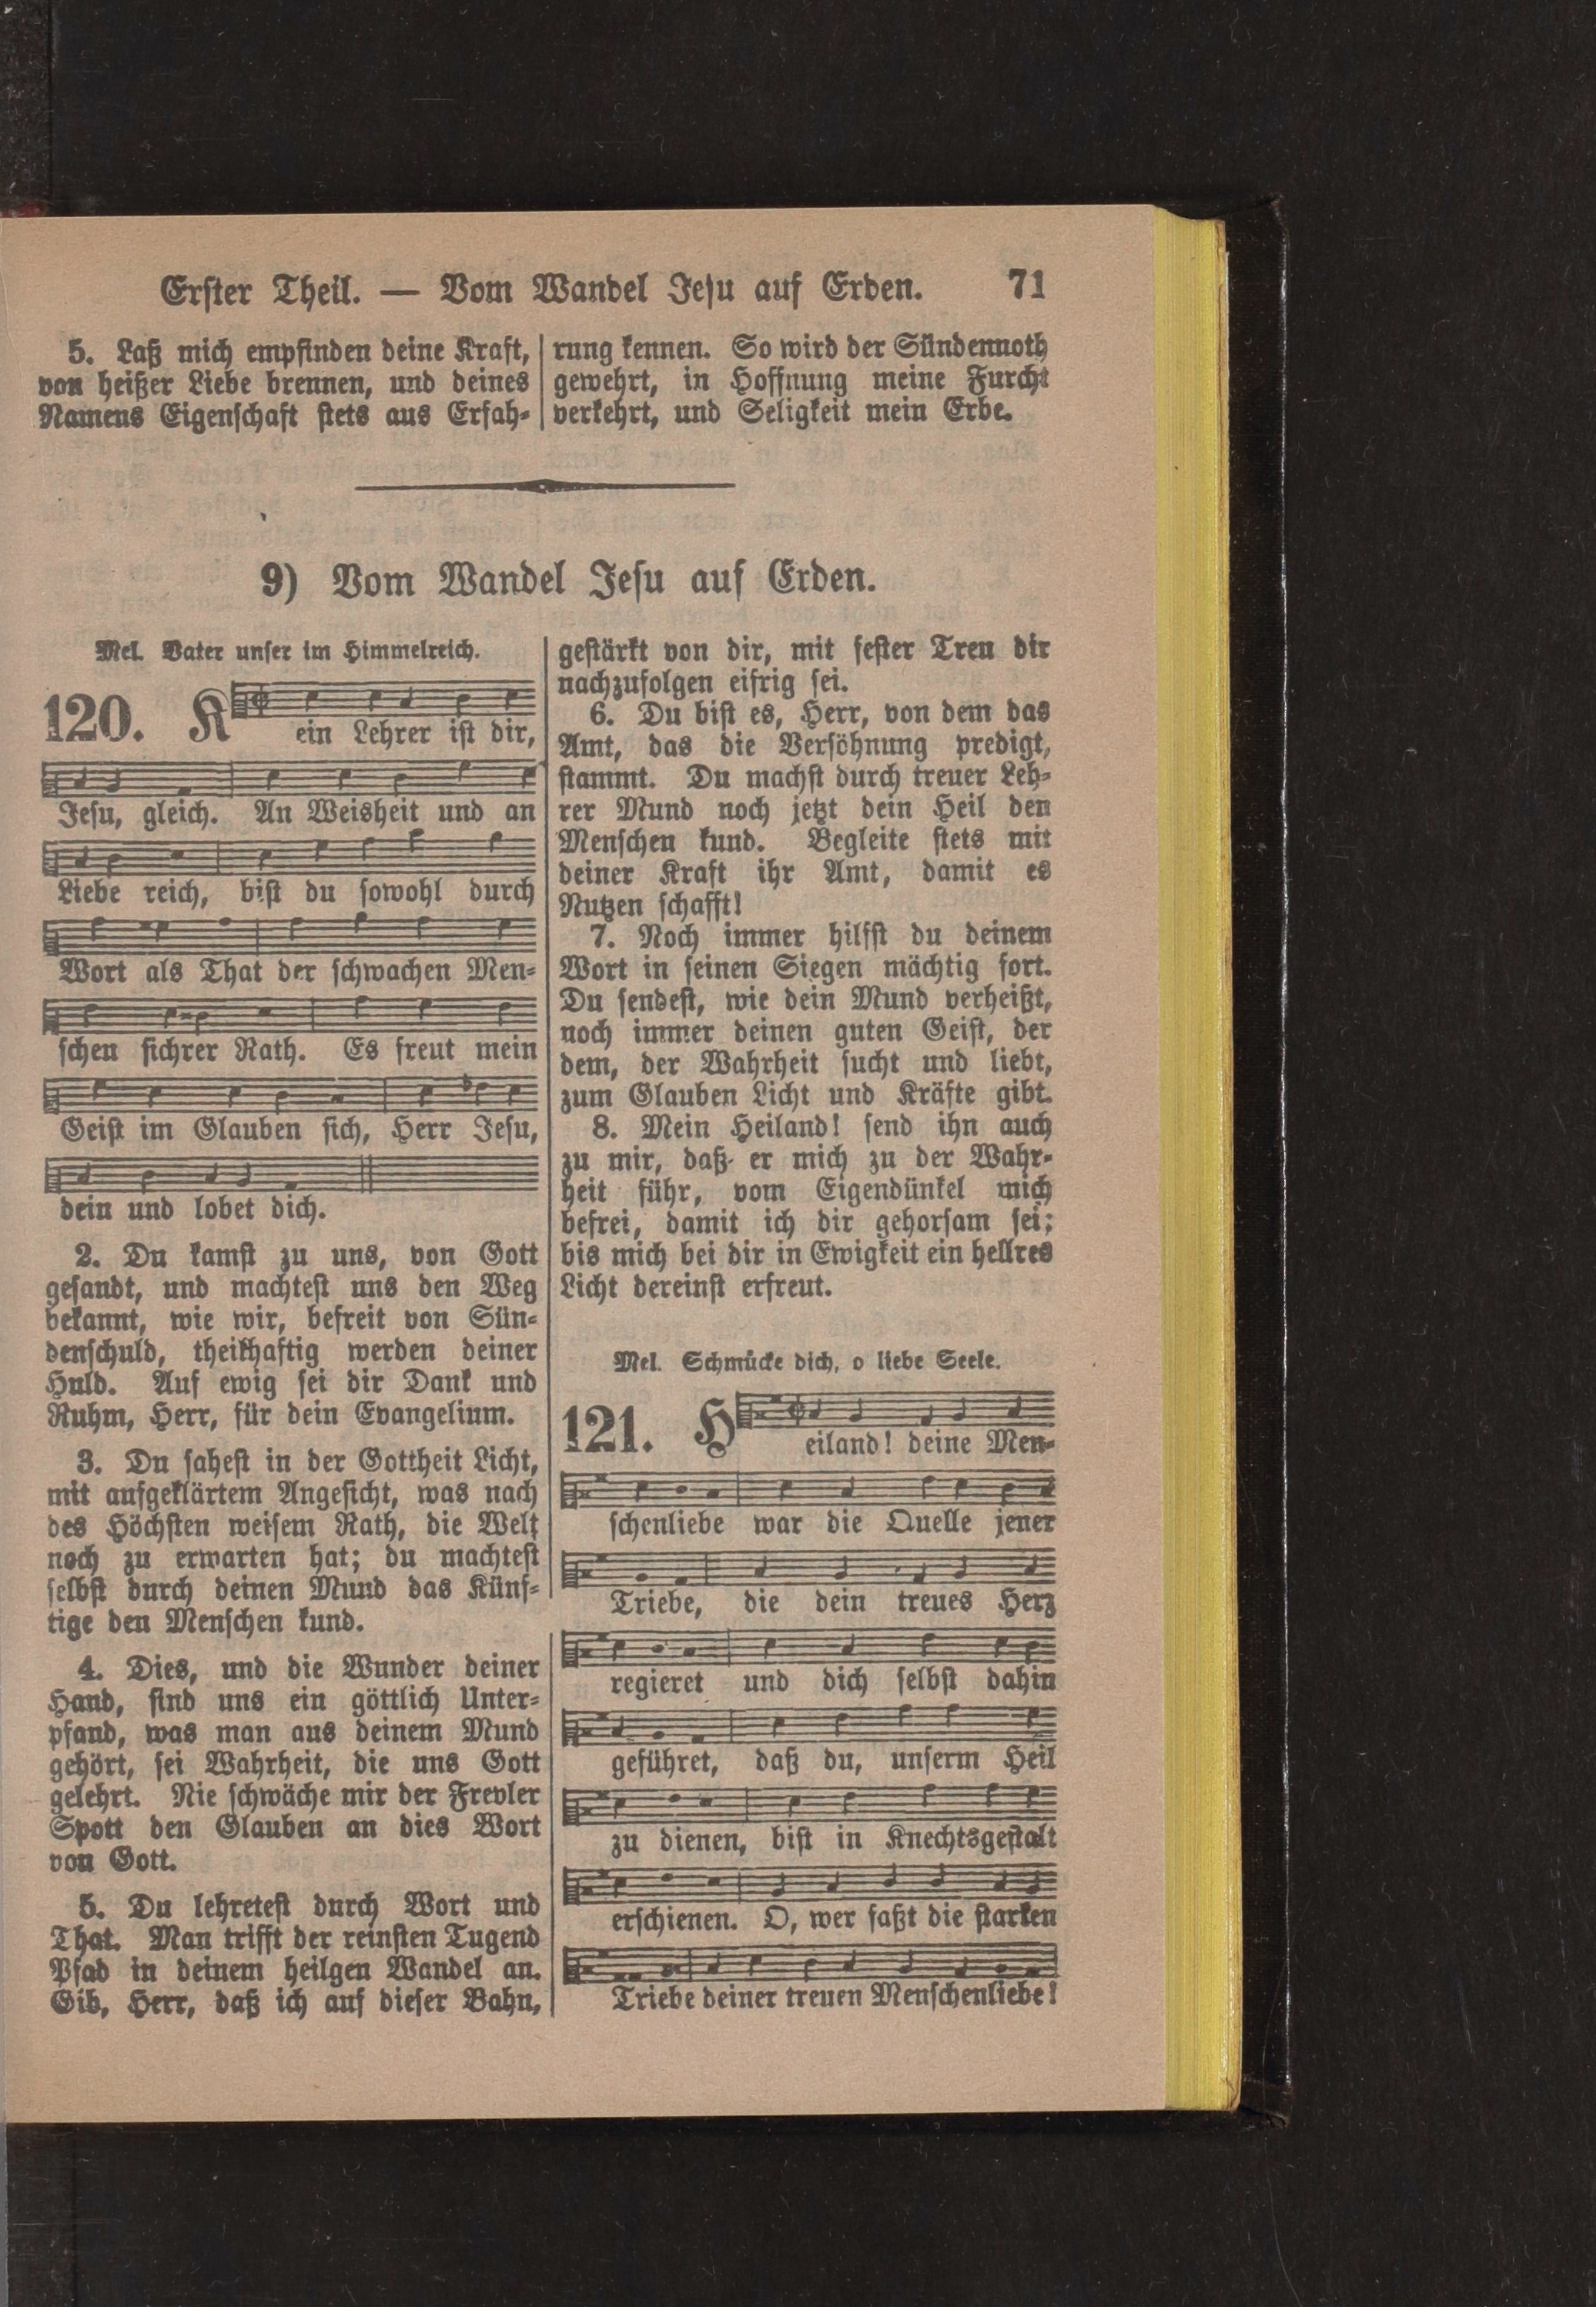 Erster Theil. — Vom Wandel Jesu auf Erden. 71
5. Laß mich empfinden deine Kraft,
von heißer Liebe brennen, und deines
Namens Eigenschaft stets aus Erfah-
rung kennen. So wird der Sündennoth
gewehrt, in Hoffnung meine Furcht
verkehrt, und Seligkeit mein Erbe.
9) Vom Wandel Jesu auf Erden.
Mel. Vater unser im Himmelreich.
120. Kein Lehrer ist dir,
Jesu, gleich. An Weisheit und an
Liebe reich, bist du sowohl durch
Wort als That der schwachen Men-
schen sichrer Rath. Es freut mein
Geist im Glauben sich, Herr Jesu,
dein und lobet dich.
2. Du kamst zu uns, von Gott
gesandt, und machtest uns den Weg
bekannt, wie wir, befreit von Sün-
denschuld, theilhaftig werden deiner
Huld. Auf ewig sei dir Dank und
Ruhm, Herr, für dein Evangelium.
3. Du sahest in der Gottheit Licht,
mit aufgeklärtem Angesicht, was nach
des Höchsten weisem Rath, die Welt
noch zu erwarten hat; du machtest
selbst durch deinen Mund das Künf-
tige den Menschen kund.
4. Dies, und die Wunder deiner
Hand, sind uns ein göttlich Unter-
pfand, was man aus deinem Mund
gehört, sei Wahrheit, die uns Gott
gelehrt. Nie schwäche mir der Frevler
Spott den Glauben an dies Wort
von Gott.
5. Du lehretest durch Wort und
That. Man trifft der reinsten Tugend
Pfad in deinem heilgen Wandel an.
Gib, Herr, daß ich auf dieser Bahn,
gestärkt von dir, mit fester Treu dir
nachzufolgen eifrig sei.
6. Du bist es, Herr, von dem das
Amt, das die Versöhnung predigt,
stammt. Du machst durch treuer Leh-
rer Mund noch jetzt dein Heil den
Menschen kund. Begleite stets mit
deiner Kraft ihr Amt, damit es
Nutzen schafft!
7. Noch immer hilfst du deinem
Wort in seinen Siegen mächtig fort.
Du sendest, wie dein Mund verheißt,
noch immer deinen guten Geist, der
dem, der Wahrheit sucht und liebt,
zum Glauben Licht und Kräfte gibt.
8. Mein Heiland! send ihn auch
zu mir, daß er mich zu der Wahr-
heit führ, vom Eigendünkel mich
befrei, damit ich dir gehorsam sei;
bis mich bei dir in Ewigkeit ein hellres
Licht dereinst erfreut.
Mel. Schmücke dich, o liebe Seele.
121. Heiland! deine Men-
schenliebe war die Quelle jener
Triebe, die dein treues Herz
regieret und dich selbst dahin
geführet, daß du, unserm Heil
zu dienen, bist in Knechtsgestalt
erschienen. O, wer faßt die starken
Triebe deiner treuen Menschenliebe!